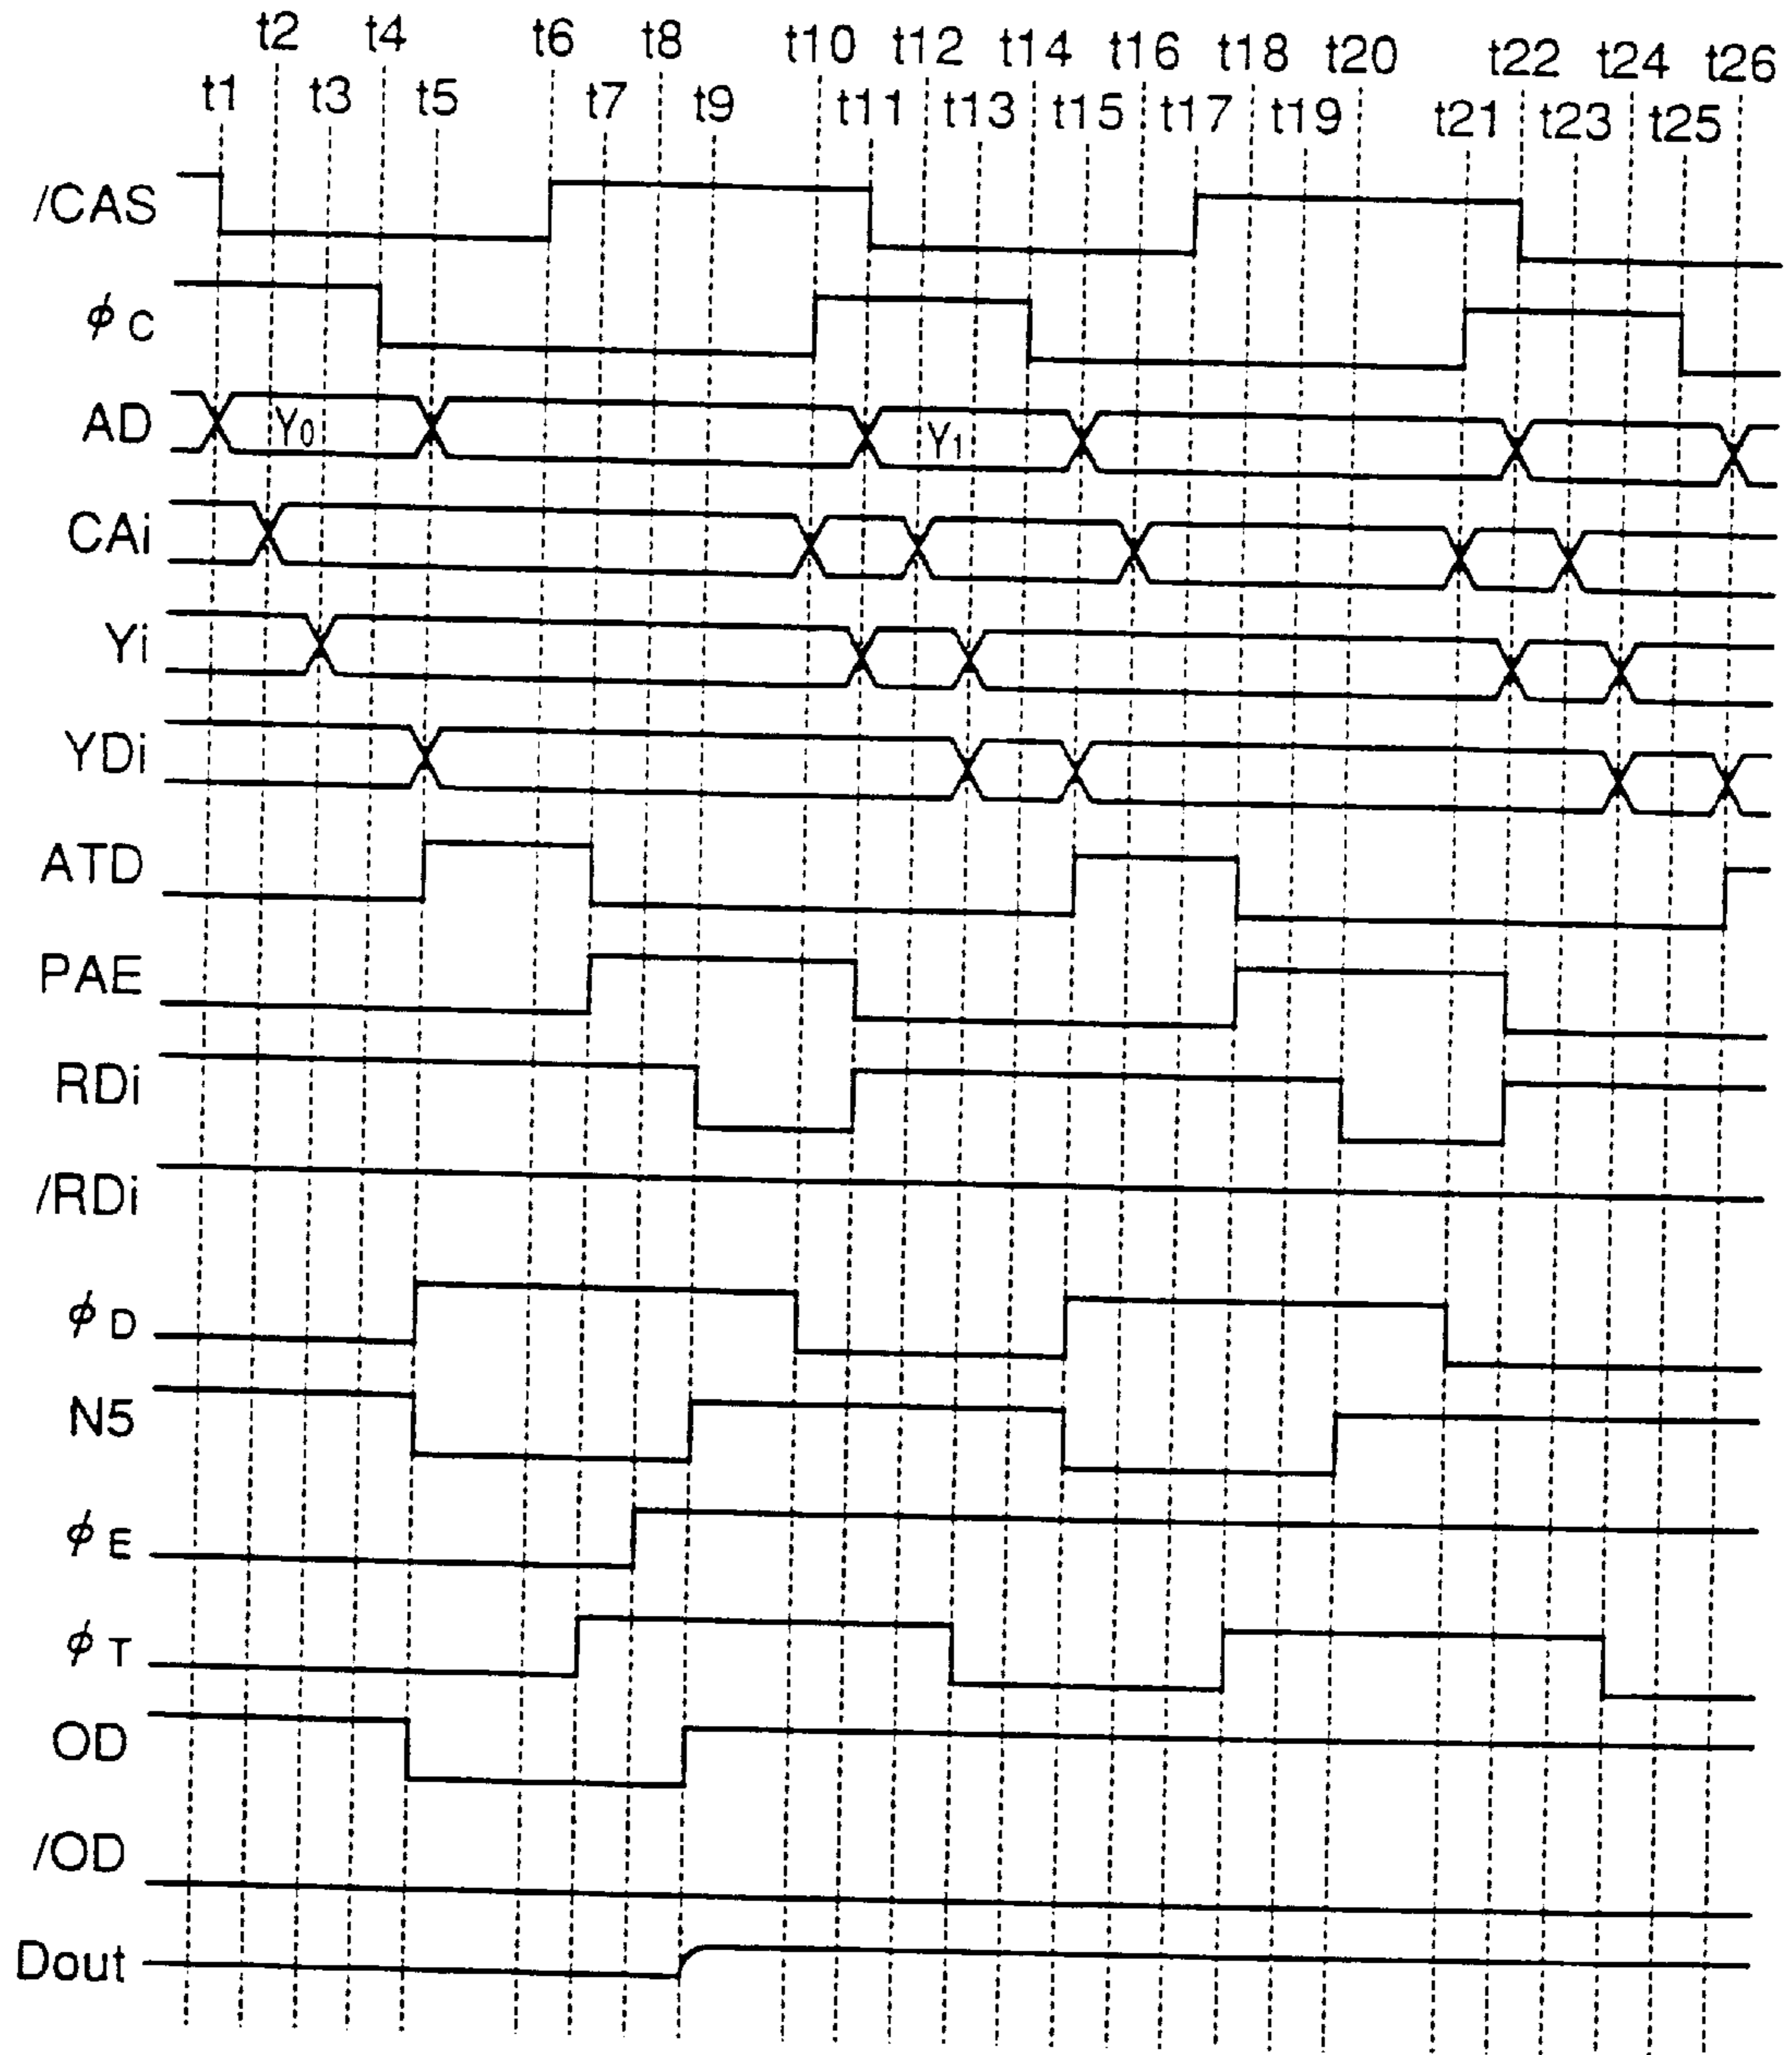 t2 t4 t6 t8 t10 t12 t14 t16 t18 t20 t22 t24 t26
t1 t3 t5 t7 t9 t11 t13 t15 t17 t19 t21 t23 t25
/CAS
ϕC
AD Y0 Y1
CAi
Yi
YDi
ATD
PAE
RDi
/RDi
ϕD
N5
ϕE
ϕT
OD
/OD
Dout